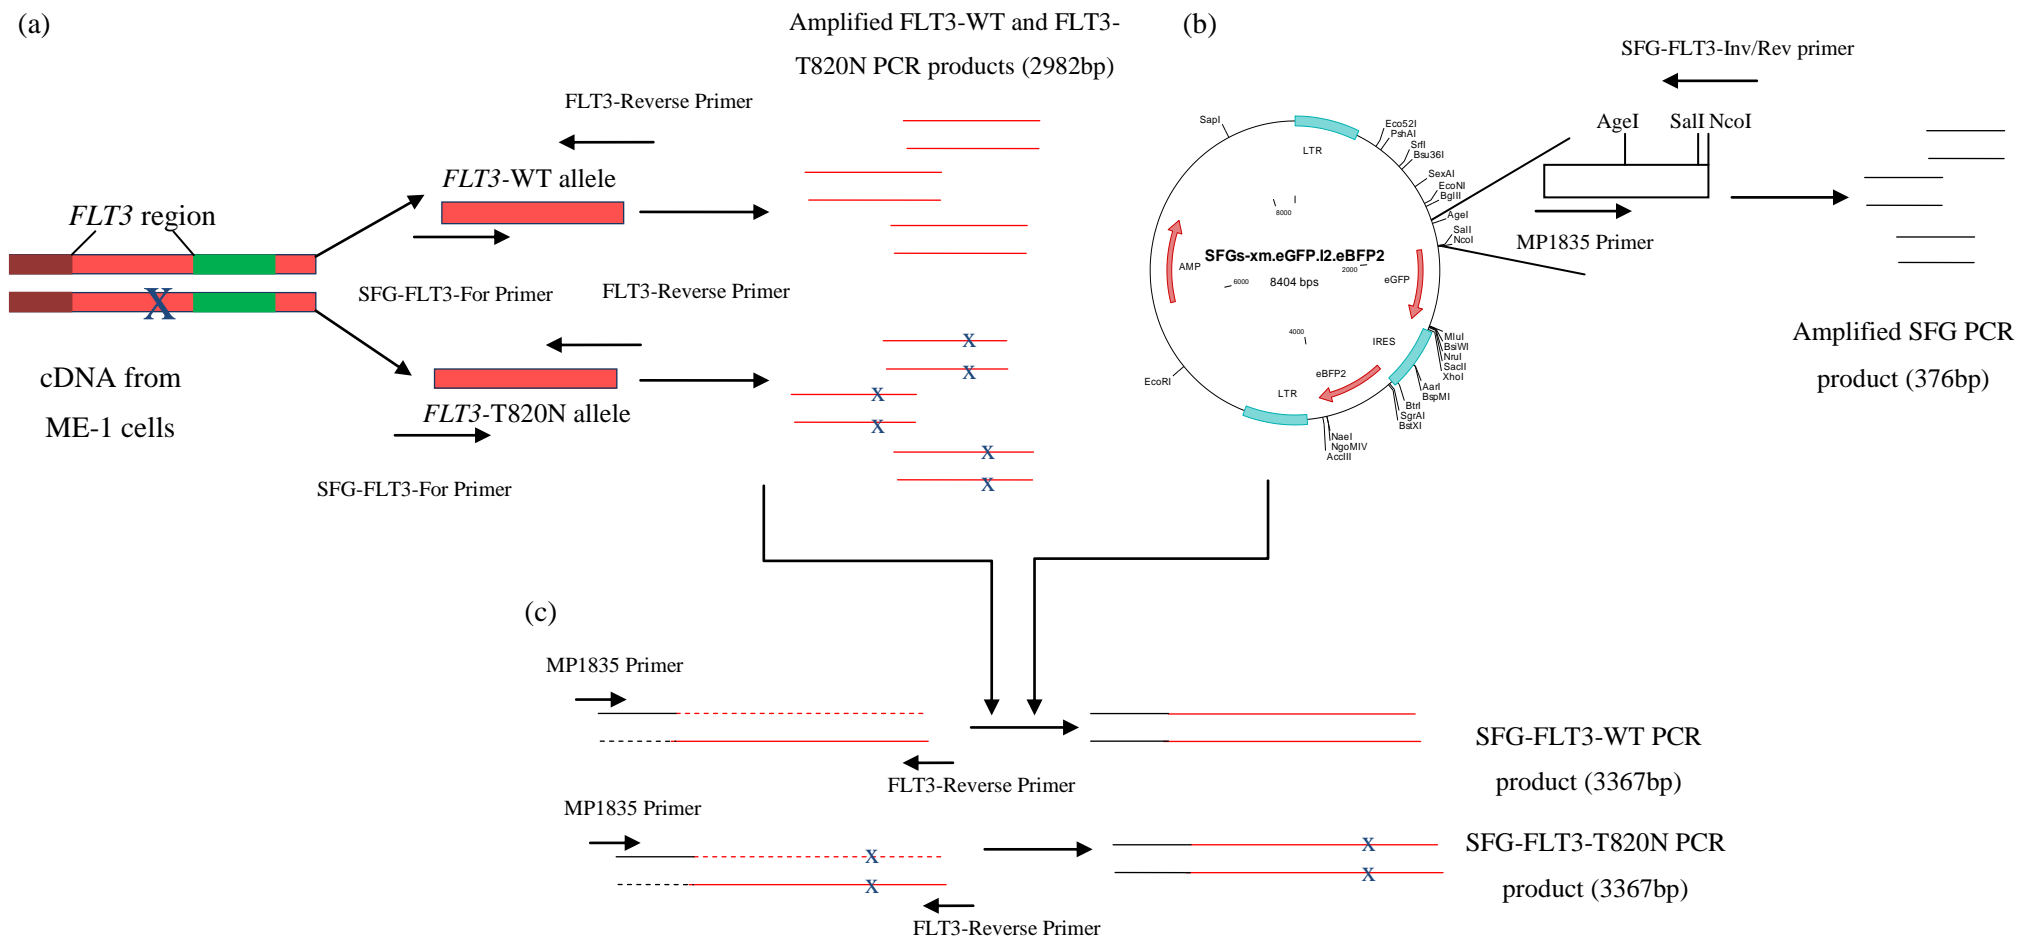 (a)
Amplified FLT3-WT and FLT3-
T820N PCR products (2982bp)
FLT3-Reverse Primer
FLT3-WT allele
FLT3 region
SFG-FLT3-For Primer
FLT3-Reverse Primer
X
cDNA from
ME-1 cells
FLT3-T820N allele
SFG-FLT3-For Primer
X
X
X
X
X
X
(b)
SFG-FLT3-Inv/Rev primer
AgeI
SalI NcoI
MP1835 Primer
SapI
LTR
Eco52I
PshAI
SrfI
Bsu36I
SexAI
EcoNI
BglII
AgeI
SalI
NcoI
I
8000
SFGs-xm.eGFP.I2.eBFP2
8404 bps
2000
6000
4000
AMP
eGFP
IRES
eBFP2
LTR
MluI
BsiWI
NruI
SacII
XhoI
AarI
BspMI
BtrI
SgrAI
BstXI
NaeI
NgoMIV
AccIII
EcoRI
Amplified SFG PCR
product (376bp)
(c)
MP1835 Primer
FLT3-Reverse Primer
SFG-FLT3-WT PCR
product (3367bp)
MP1835 Primer
X
X
FLT3-Reverse Primer
X
X
SFG-FLT3-T820N PCR
product (3367bp)